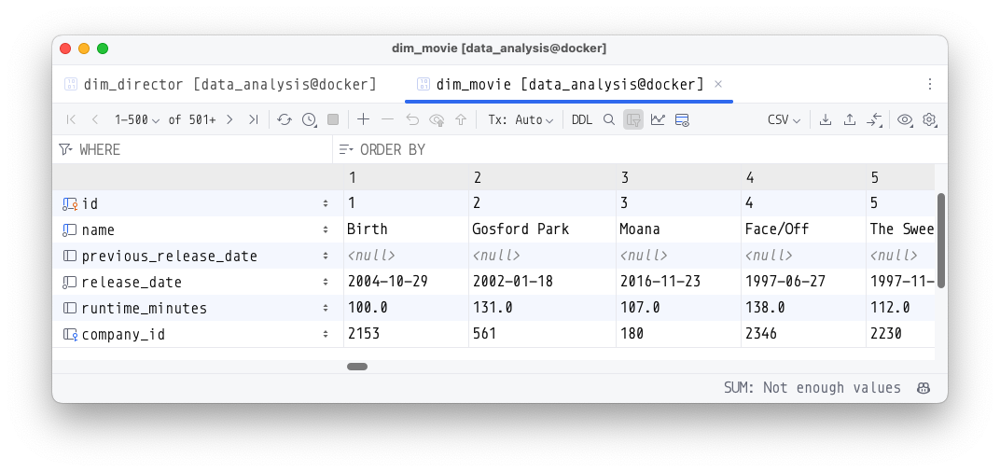 dim_movie [data_analysis@docker]
dim_director [data_analysis@docker] dim_movie [data_analysis@docker]
1-500 of 501+ Tx: Auto DDL CSV
WHERE ORDER BY
1 2 3 4 5
id 1 2 3 4 5
name Birth Gosford Park Moana Face/Off The Swee
previous_release_date <null> <null> <null> <null> <null>
release_date 2004-10-29 2002-01-18 2016-11-23 1997-06-27 1997-11-
runtime_minutes 100.0 131.0 107.0 138.0 112.0
company_id 2153 561 180 2346 2230
SUM: Not enough values